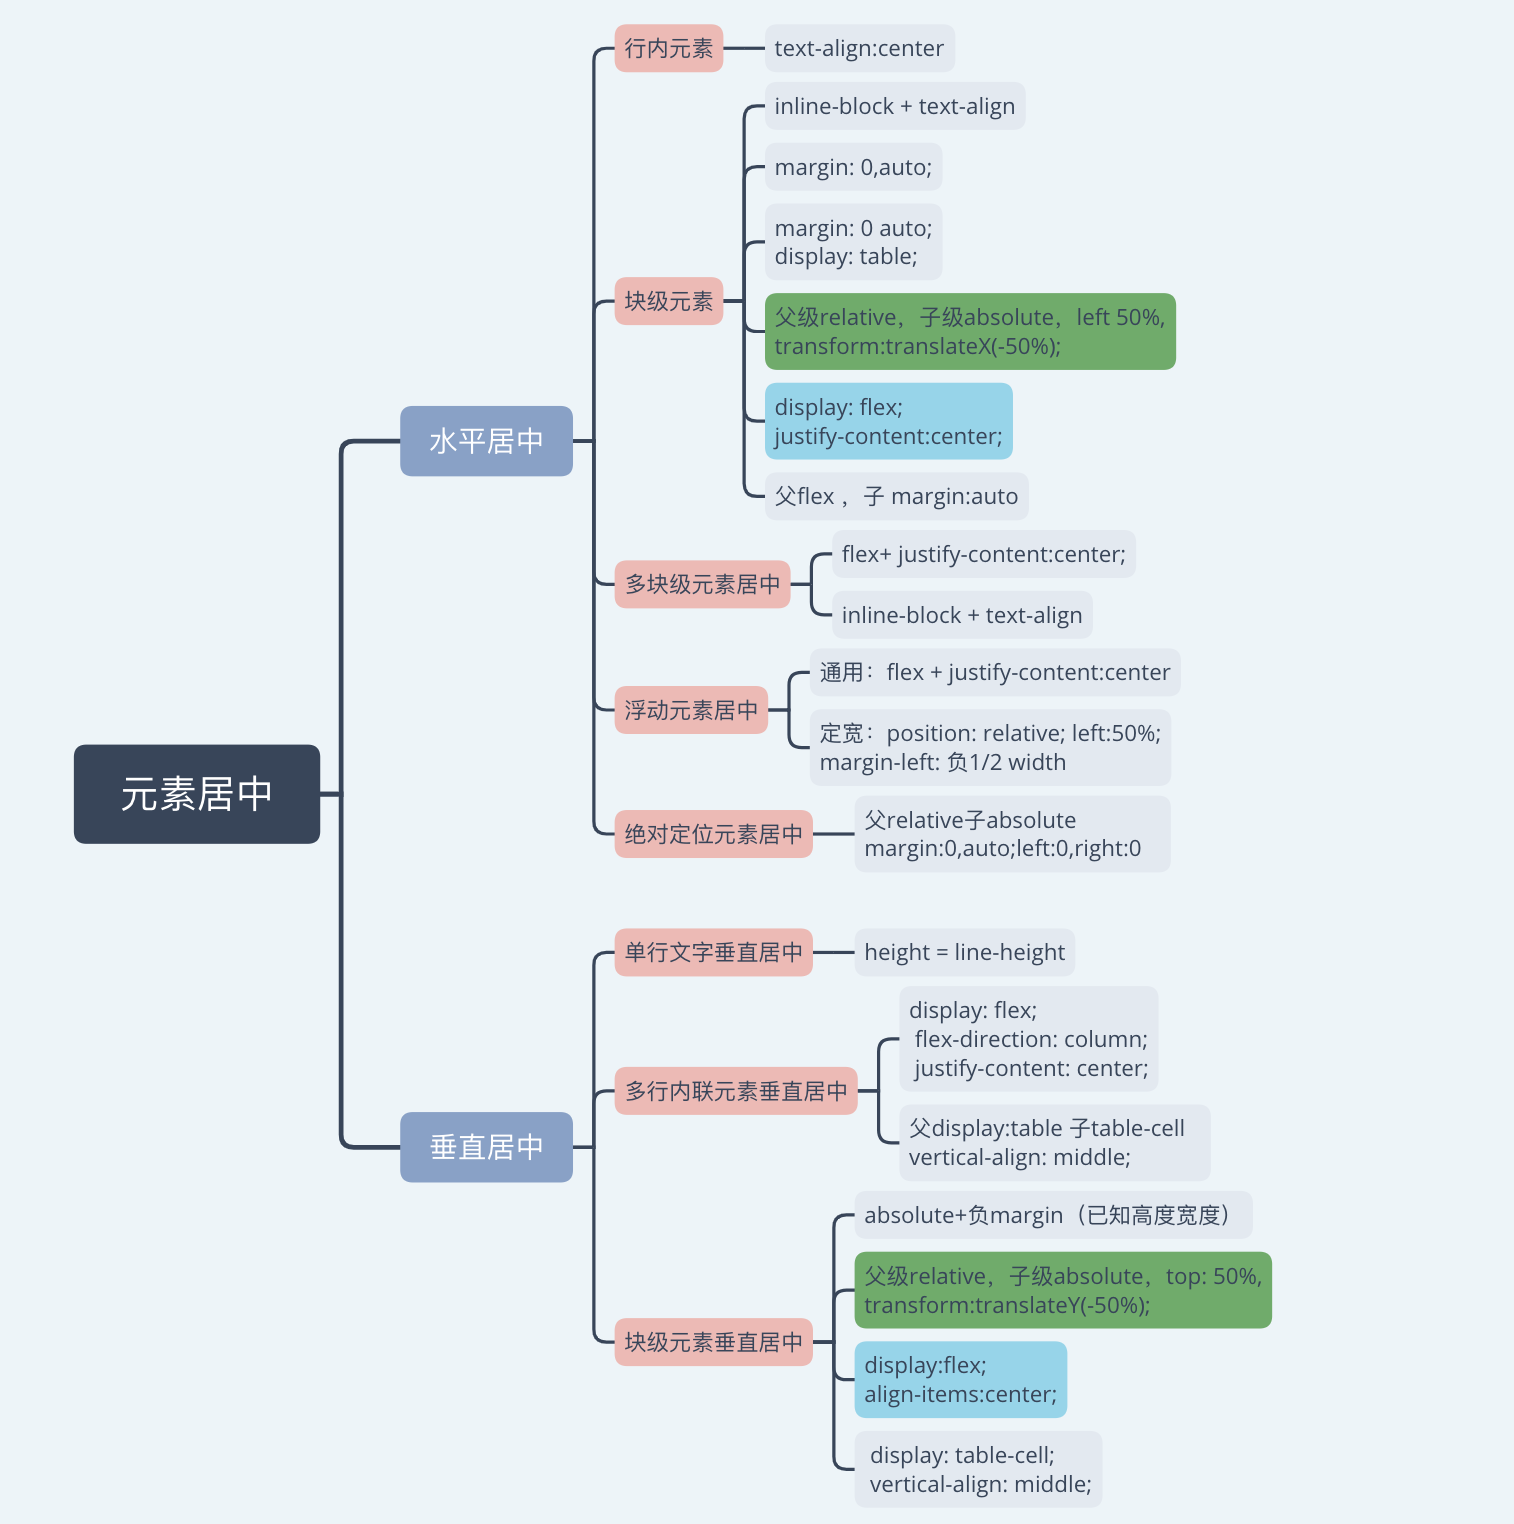 元素居中
水平居中
行内元素
text-align:center
块级元素
inline-block + text-align
margin: 0,auto;
margin: 0 auto;
display: table;
父级relative，子级absolute，left 50%,
transform:translateX(-50%);
display: flex;
justify-content:center;
父flex ，子 margin:auto
多块级元素居中
flex+ justify-content:center;
inline-block + text-align
浮动元素居中
通用：flex + justify-content:center
定宽：position: relative; left:50%;
margin-left: 负1/2 width
绝对定位元素居中
父relative子absolute
margin:0,auto;left:0,right:0
垂直居中
单行文字垂直居中
height = line-height
多行内联元素垂直居中
display: flex;
flex-direction: column;
justify-content: center;
父display:table 子table-cell
vertical-align: middle;
块级元素垂直居中
absolute+负margin（已知高度宽度）
父级relative，子级absolute，top: 50%,
transform:translateY(-50%);
display:flex;
align-items:center;
display: table-cell;
vertical-align: middle;